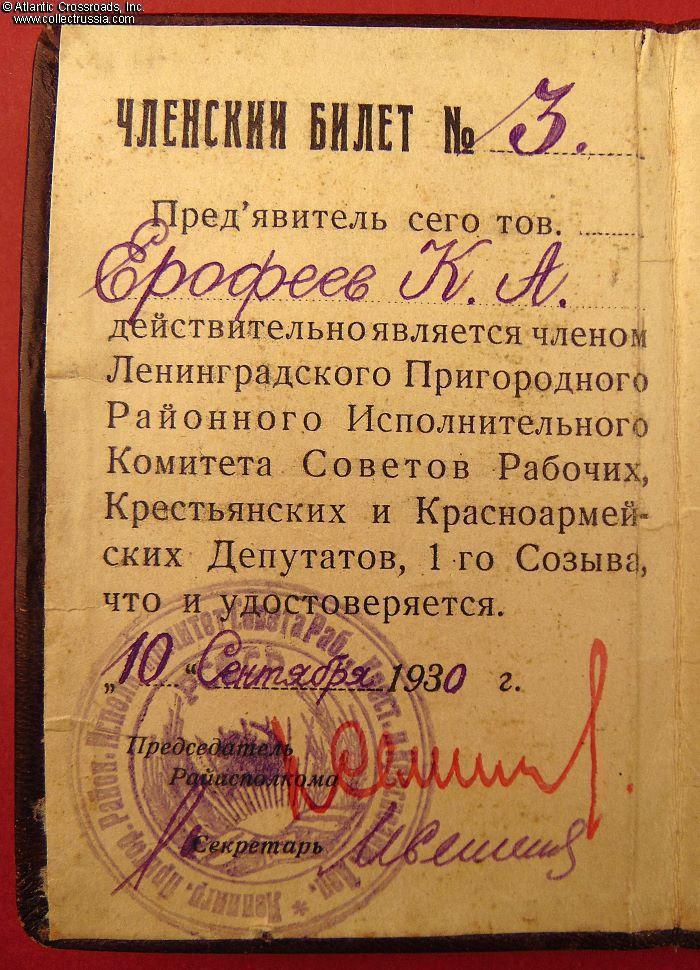 © Atlantic Crossroads, Inc.
www.collectrussia.com
ЧЛЕНСКИИ БИЛЕТ № 3.
Пред'явитель сего тов.
Ерофеев К. А.
действительно является членом
Ленинградского Пригородного
Районного Исполнительного
Комитета Советов Рабочих,
Крестьянских и Красноармей-
ских Депутатов, 1 го Созыва,
что и удостоверяется.
„10 “ Сентября 1930 г.
Председатель
Райисполкома
Секретарь